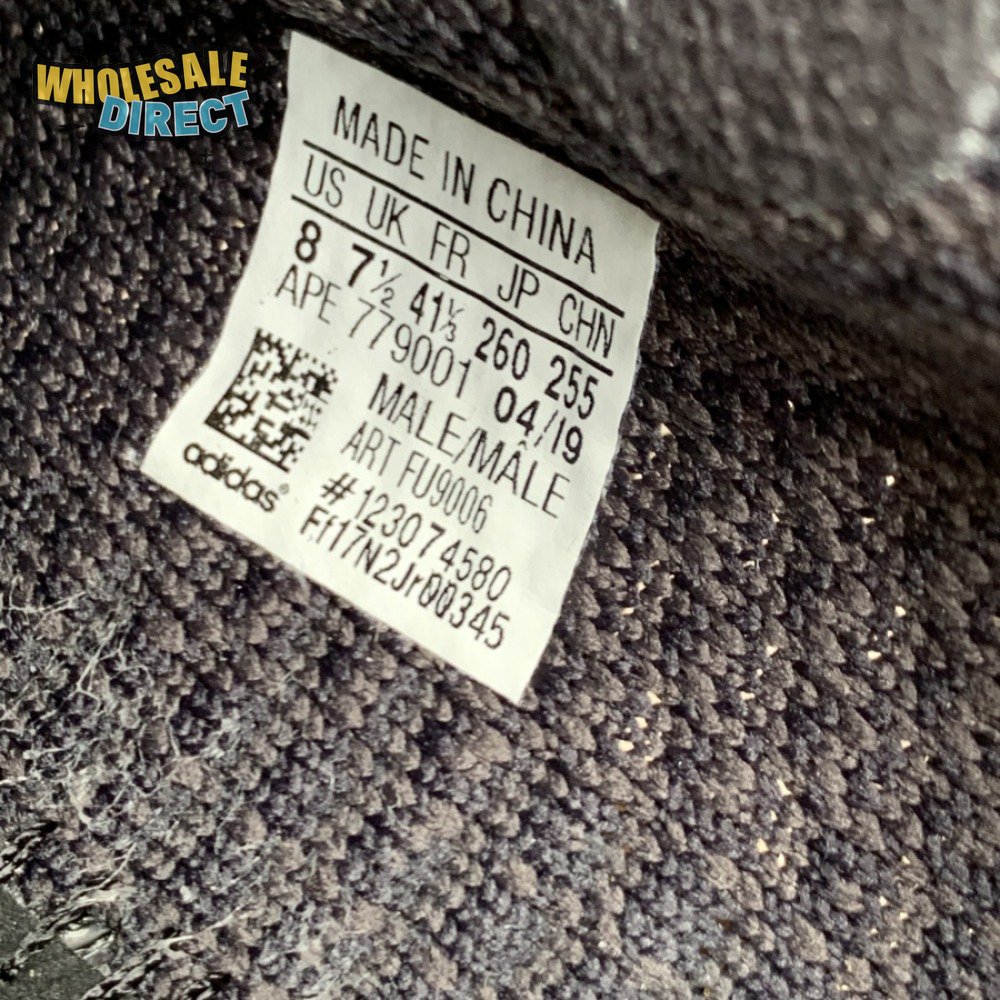 WHOLESALE
DIRECT
MADE IN CHINA
US UK FR JP CHN
8 7½ 41⅓ 260 255
APE 779001 04/19
MALE/MÂLE
ART FU9006
#123074580
Ff17N2Jr00345
adidas®